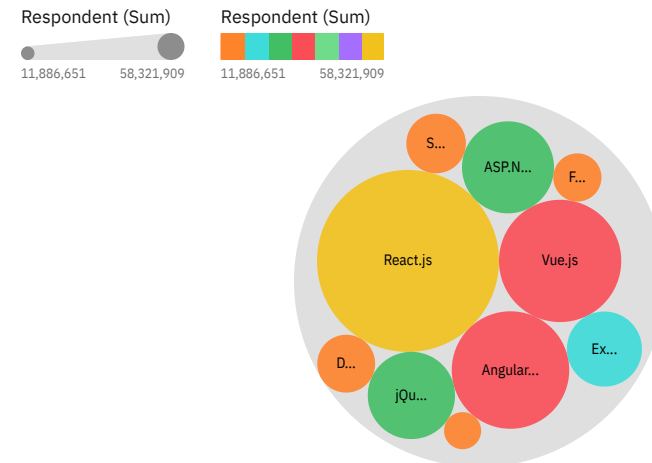 Respondent (Sum)
11,886,651 58,321,909
Respondent (Sum)
11,886,651 58,321,909
S...
ASP.N...
F...
React.js
Vue.js
Ex...
D...
Angular...
jQu...